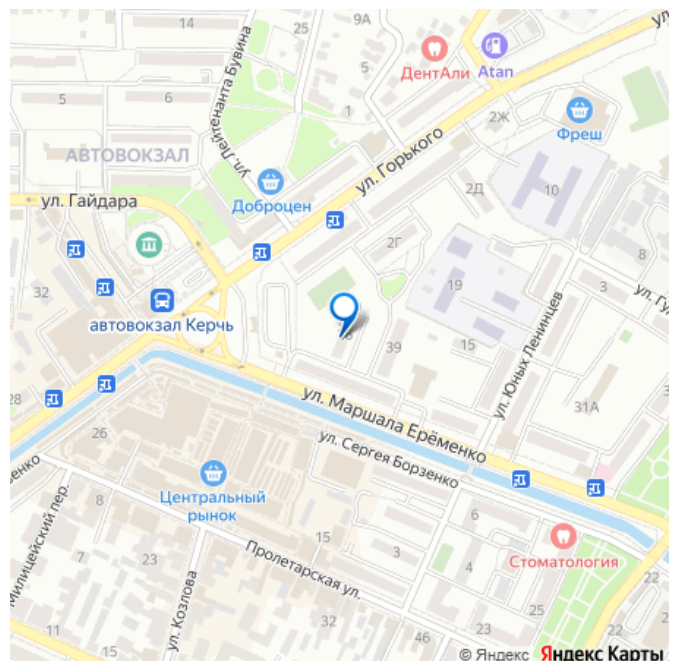 14
25
9А
ДентАли
Atan
ул.
5
6
1
ул. Лейтенанта Бувина
2Ж
Фреш
АВТОВОКЗАЛ
ул. Горького
Доброцен
2Д
10
ул. Гайдара
2Г
8
32
19
3
автовокзал Керчь
39
15
ул. Юных Ленинцев
28
ул. Маршала Ерёменко
31А
26
ул. Сергея Борзенко
8
Центральный
рынок
6
Милицейский пер.
7
23
15
3
4
Стоматология
Пролетарская ул.
22
22
ул. Козлова
32
23
25
11
15
46
© Яндекс Яндекс Карты